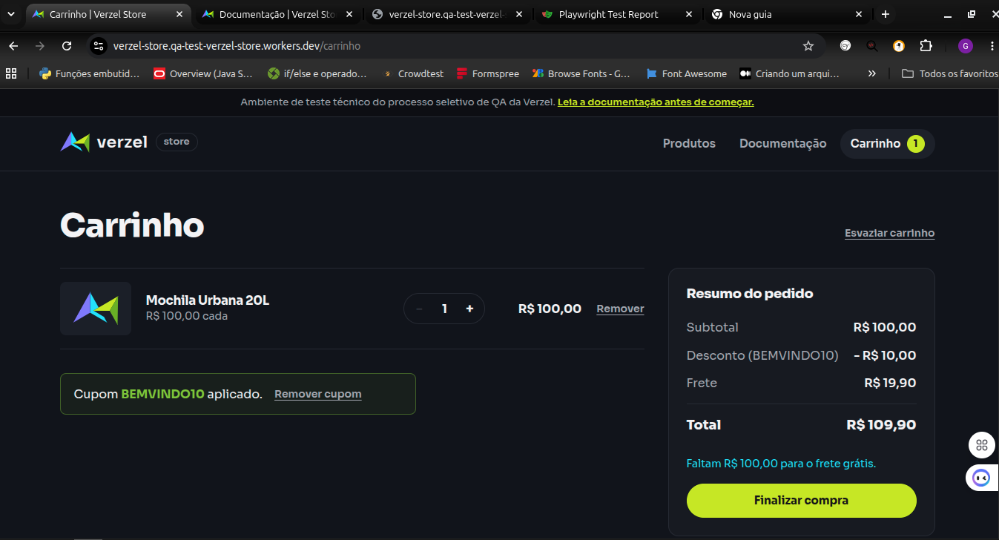 Carrinho | Verzel Store
Documentação | Verzel Sto
verzel-store.qa-test-verzel-
Playwright Test Report
Nova guia
verzel-store.qa-test-verzel-store.workers.dev/carrinho
G
Funções embutid...
Overview (Java S...
if/else e operado...
Crowdtest
Formspree
Browse Fonts - G...
Font Awesome
Criando um arqui...
Todos os favoritos
Ambiente de teste técnico do processo seletivo de QA da Verzel. Leia a documentação antes de começar.
verzel store
Produtos
Documentação
Carrinho 1
Carrinho
Esvaziar carrinho
Mochila Urbana 20L
R$ 100,00 cada
- 1 +
R$ 100,00
Remover
Cupom BEMVINDO10 aplicado. Remover cupom
Resumo do pedido
Subtotal R$ 100,00
Desconto (BEMVINDO10) - R$ 10,00
Frete R$ 19,90
Total R$ 109,90
Faltam R$ 100,00 para o frete grátis.
Finalizar compra